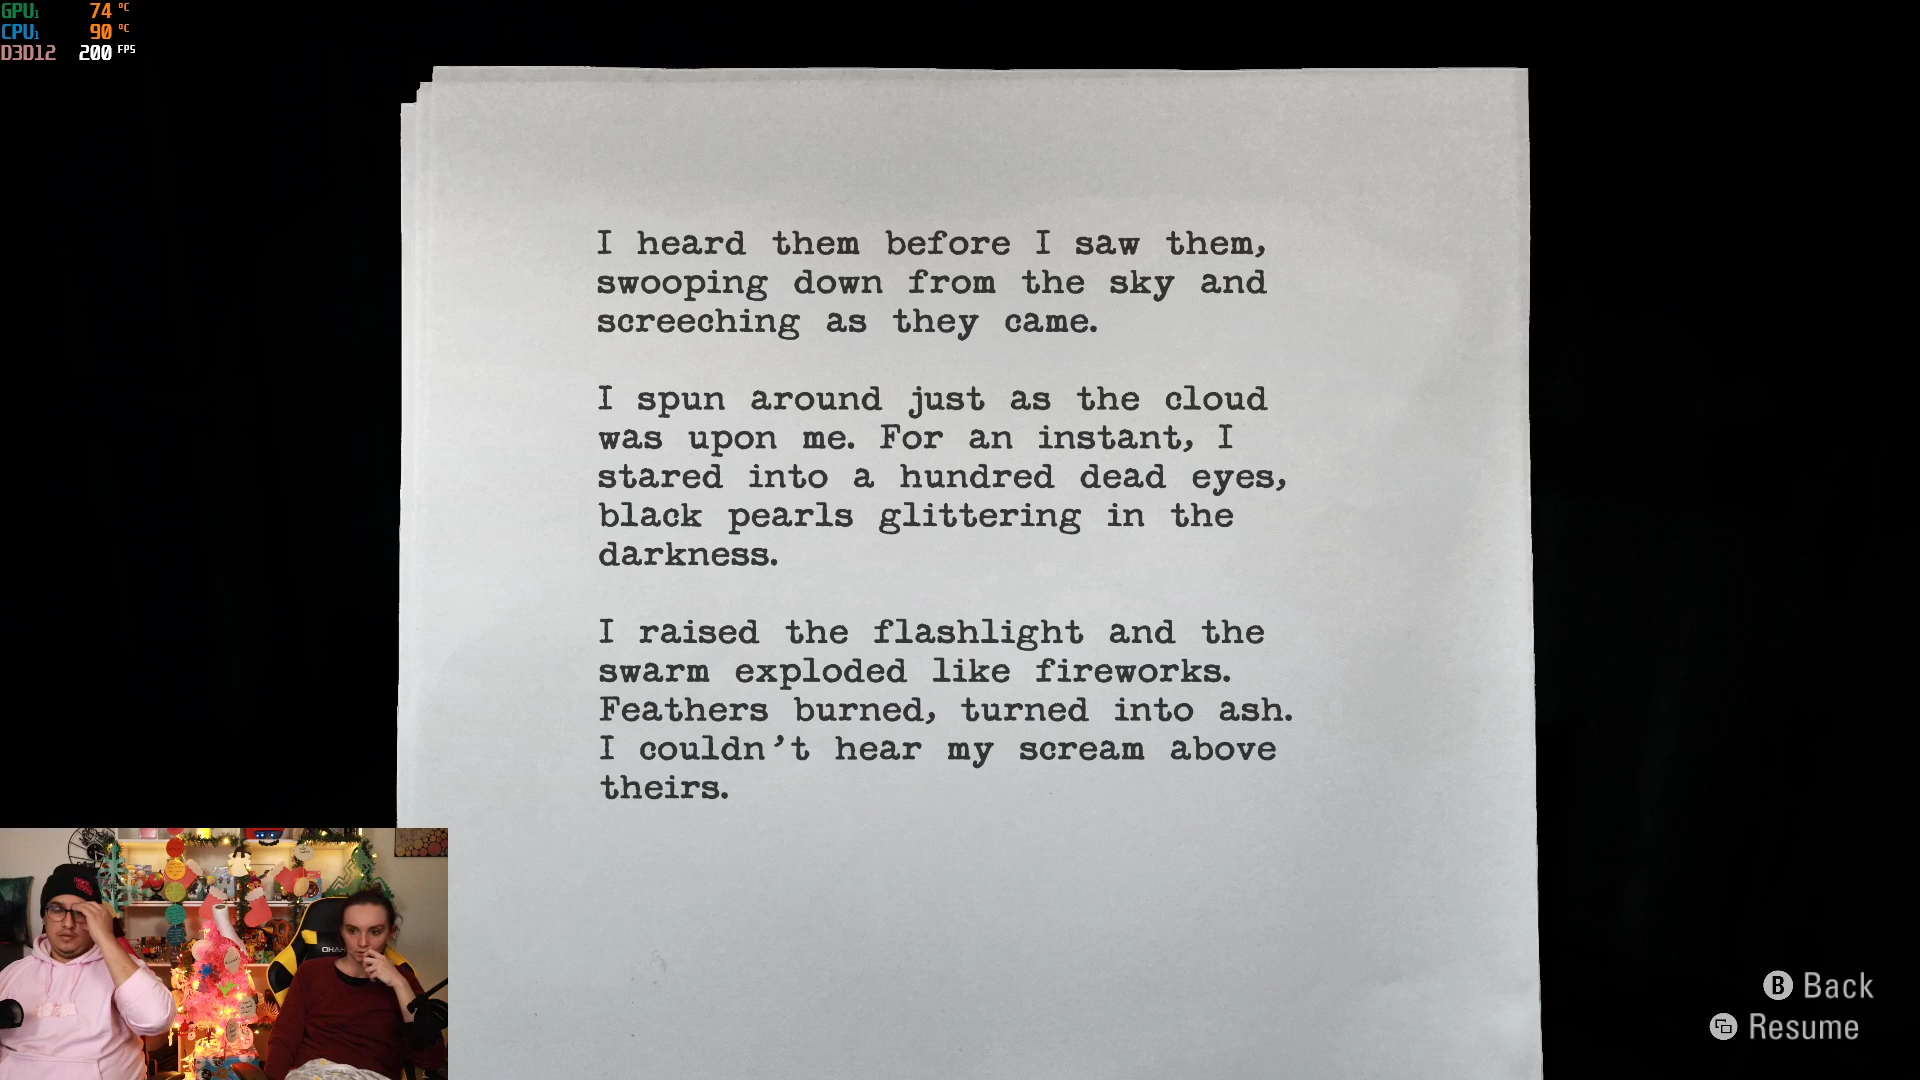 GPU1 74 °C
CPU1 90 °C
D3D12 200 FPS
I heard them before I saw them,
swooping down from the sky and
screeching as they came.
I spun around just as the cloud
was upon me. For an instant, I
stared into a hundred dead eyes,
black pearls glittering in the
darkness.
I raised the flashlight and the
swarm exploded like fireworks.
Feathers burned, turned into ash.
I couldn’t hear my scream above
theirs.
B Back
Resume